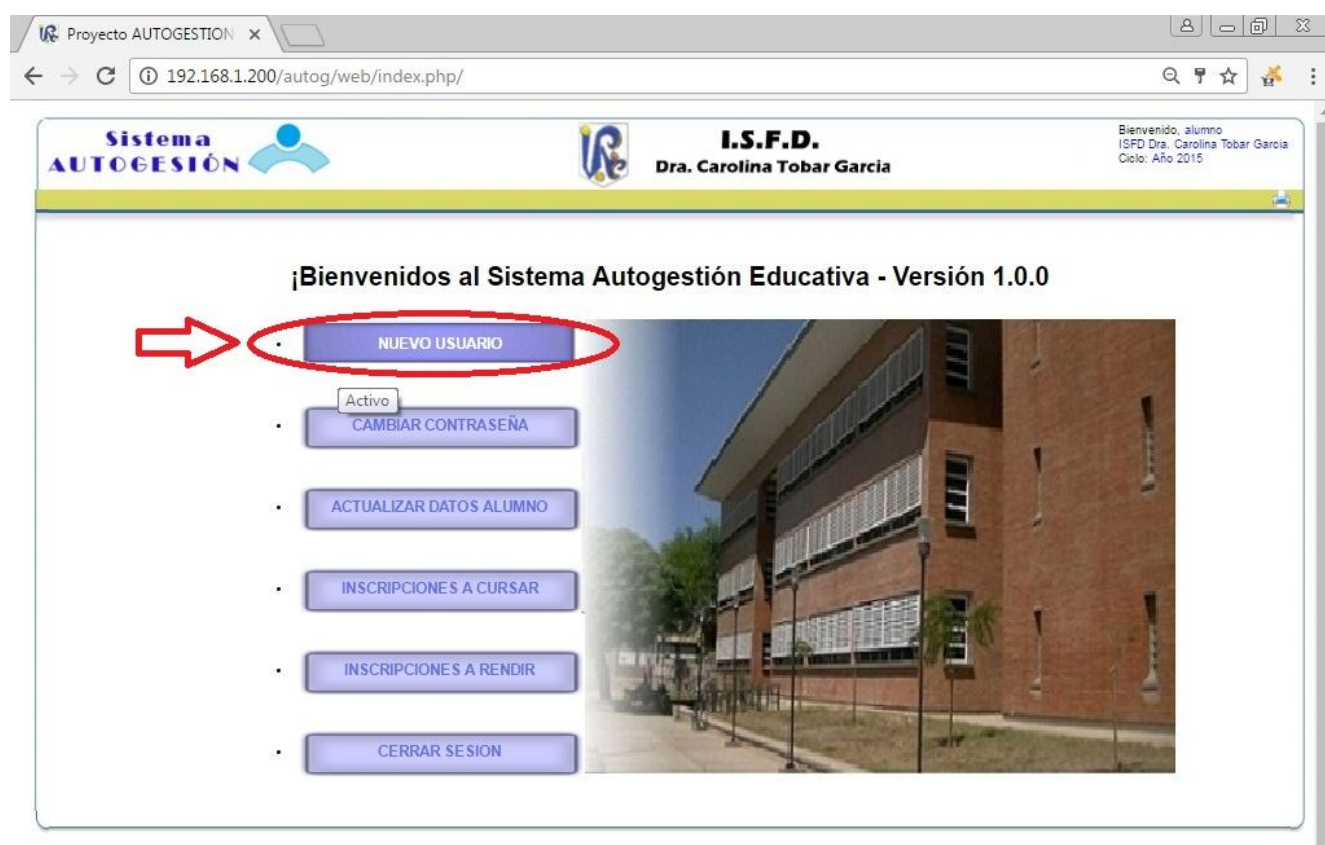 Proyecto AUTOGESTION
192.168.1.200/autog/web/index.php/
Sistema
AUTOGESIÓN
I.S.F.D.
Dra. Carolina Tobar Garcia
Bienvenido, alumno
ISFD Dra. Carolina Tobar Garcia
Ciclo: Año 2015
¡Bienvenidos al Sistema Autogestión Educativa - Versión 1.0.0
NUEVO USUARIO
Activo
CAMBIAR CONTRASEÑA
ACTUALIZAR DATOS ALUMNO
INSCRIPCIONES A CURSAR
INSCRIPCIONES A RENDIR
CERRAR SESION